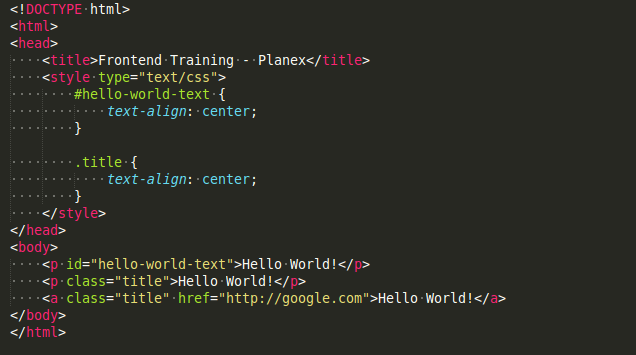 <!DOCTYPE html>
<html>
<head>
    <title>Frontend Training - Planex</title>
    <style type="text/css">
        #hello-world-text {
            text-align: center;
        }

        .title {
            text-align: center;
        }
    </style>
</head>
<body>
    <p id="hello-world-text">Hello World!</p>
    <p class="title">Hello World!</p>
    <a class="title" href="http://google.com">Hello World!</a>
</body>
</html>